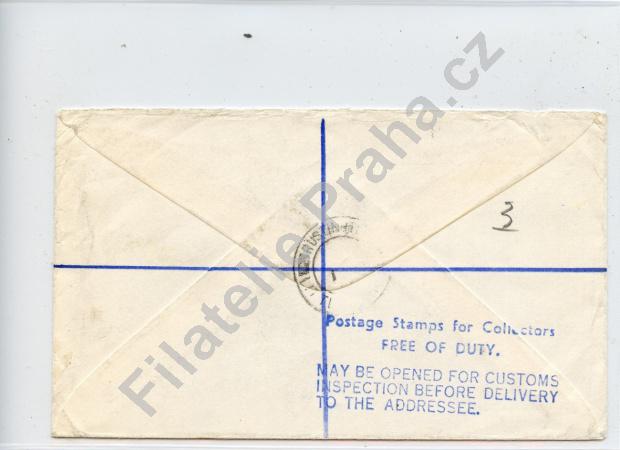 Filatelie-Praha.cz
3
Postage Stamps for Collectors
FREE OF DUTY.
MAY BE OPENED FOR CUSTOMS
INSPECTION BEFORE DELIVERY
TO THE ADDRESSEE.